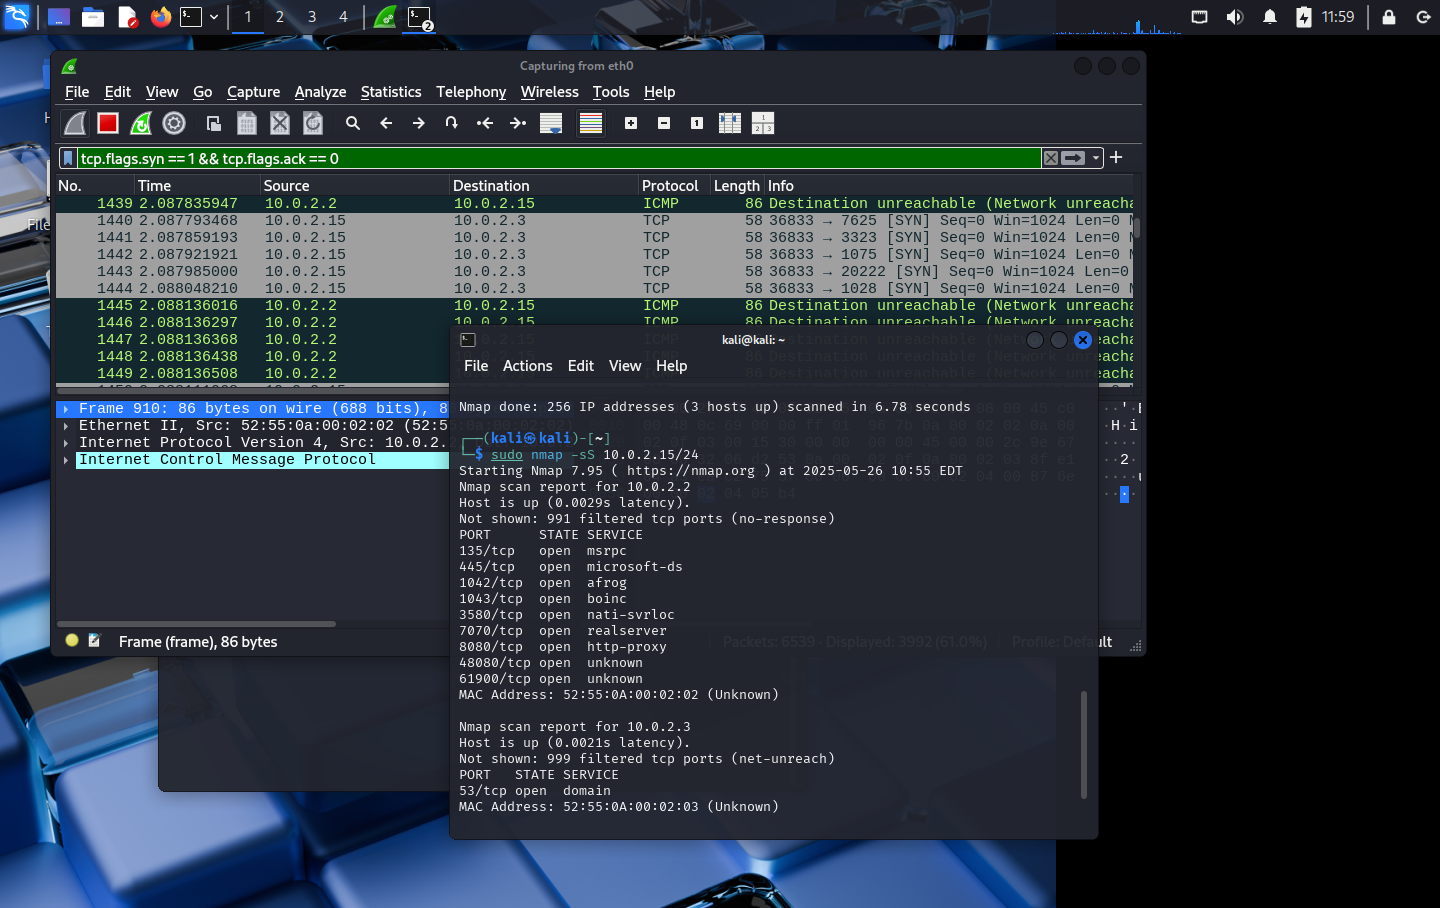 1 2 3 4
2
11:59
Capturing from eth0
File Edit View Go Capture Analyze Statistics Telephony Wireless Tools Help
tcp.flags.syn == 1 && tcp.flags.ack == 0
No. Time Source Destination Protocol Length Info
1439 2.087835947 10.0.2.2 10.0.2.15 ICMP 86 Destination unreachable (Network unreacha
1440 2.087793468 10.0.2.15 10.0.2.3 TCP 58 36833 → 7625 [SYN] Seq=0 Win=1024 Len=0 M
1441 2.087859193 10.0.2.15 10.0.2.3 TCP 58 36833 → 3323 [SYN] Seq=0 Win=1024 Len=0 M
1442 2.087921921 10.0.2.15 10.0.2.3 TCP 58 36833 → 1075 [SYN] Seq=0 Win=1024 Len=0 M
1443 2.087985000 10.0.2.15 10.0.2.3 TCP 58 36833 → 20222 [SYN] Seq=0 Win=1024 Len=0
1444 2.088048210 10.0.2.15 10.0.2.3 TCP 58 36833 → 1028 [SYN] Seq=0 Win=1024 Len=0 M
1445 2.088136016 10.0.2.2 10.0.2.15 ICMP 86 Destination unreachable (Network unreacha
1446 2.088136297 10.0.2.2 10.0.2.15 ICMP 86 Destination unreachable (Network unreacha
1447 2.088136368 10.0.2.2
1448 2.088136438 10.0.2.2
1449 2.088136508 10.0.2.2
Frame 910: 86 bytes on wire (688 bits), 8
Ethernet II, Src: 52:55:0a:00:02:02 (52:5
Internet Protocol Version 4, Src: 10.0.2.2
Internet Control Message Protocol
Frame (frame), 86 bytes
Packets: 6539 · Displayed: 3992 (61.0%)
Profile: Default
File
kali@kali: ~
File Actions Edit View Help
Nmap done: 256 IP addresses (3 hosts up) scanned in 6.78 seconds
┌──(kali㉿kali)-[~]
└─$ sudo nmap -sS 10.0.2.15/24
Starting Nmap 7.95 ( https://nmap.org ) at 2025-05-26 10:55 EDT
Nmap scan report for 10.0.2.2
Host is up (0.0029s latency).
Not shown: 991 filtered tcp ports (no-response)
PORT STATE SERVICE
135/tcp open msrpc
445/tcp open microsoft-ds
1042/tcp open afrog
1043/tcp open boinc
3580/tcp open nati-svrloc
7070/tcp open realserver
8080/tcp open http-proxy
48080/tcp open unknown
61900/tcp open unknown
MAC Address: 52:55:0A:00:02:02 (Unknown)
Nmap scan report for 10.0.2.3
Host is up (0.0021s latency).
Not shown: 999 filtered tcp ports (net-unreach)
PORT STATE SERVICE
53/tcp open domain
MAC Address: 52:55:0A:00:02:03 (Unknown)